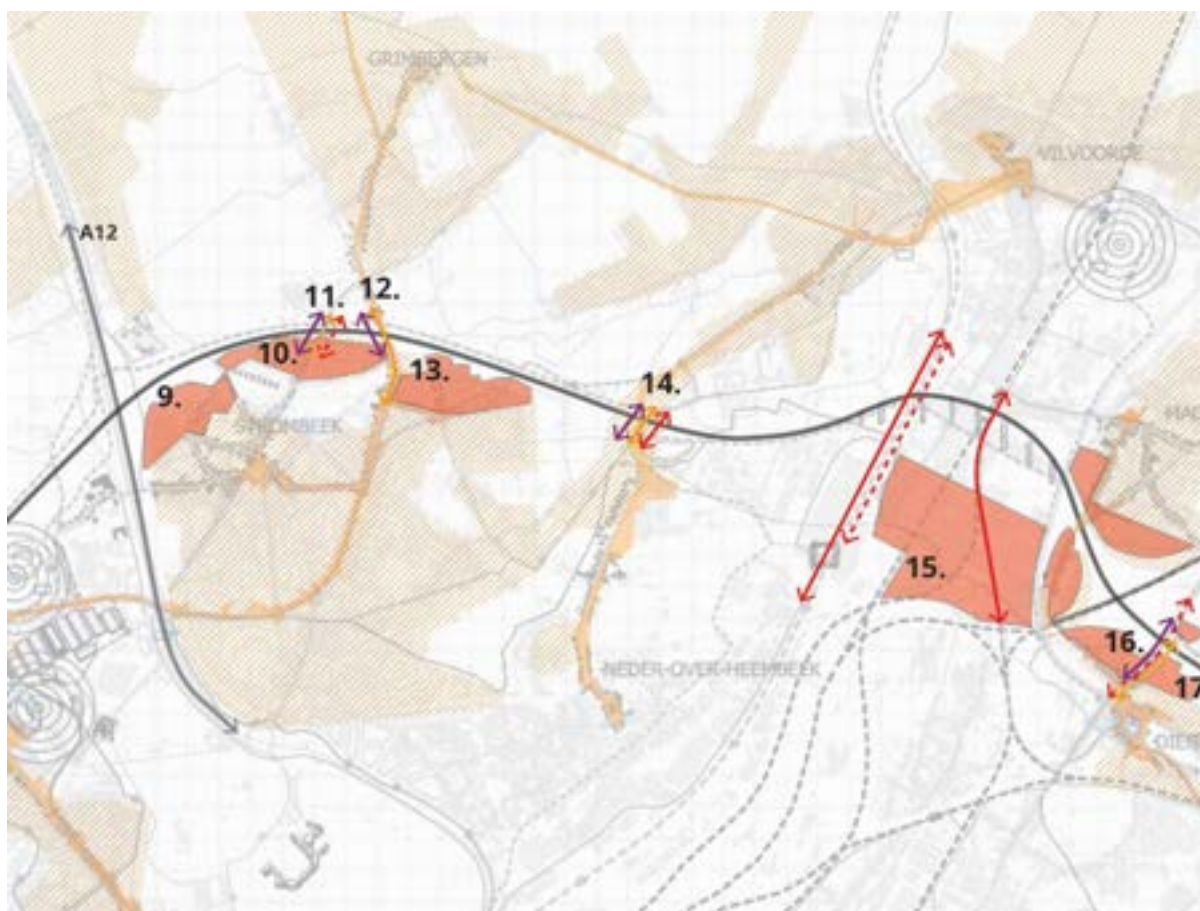 GRIMBERGEN
VILVOORDE
A12
11.
12.
10.
13.
9.
14.
STROMBEEK
15.
NEDER-OVER-HEEMBEEK
16.
17